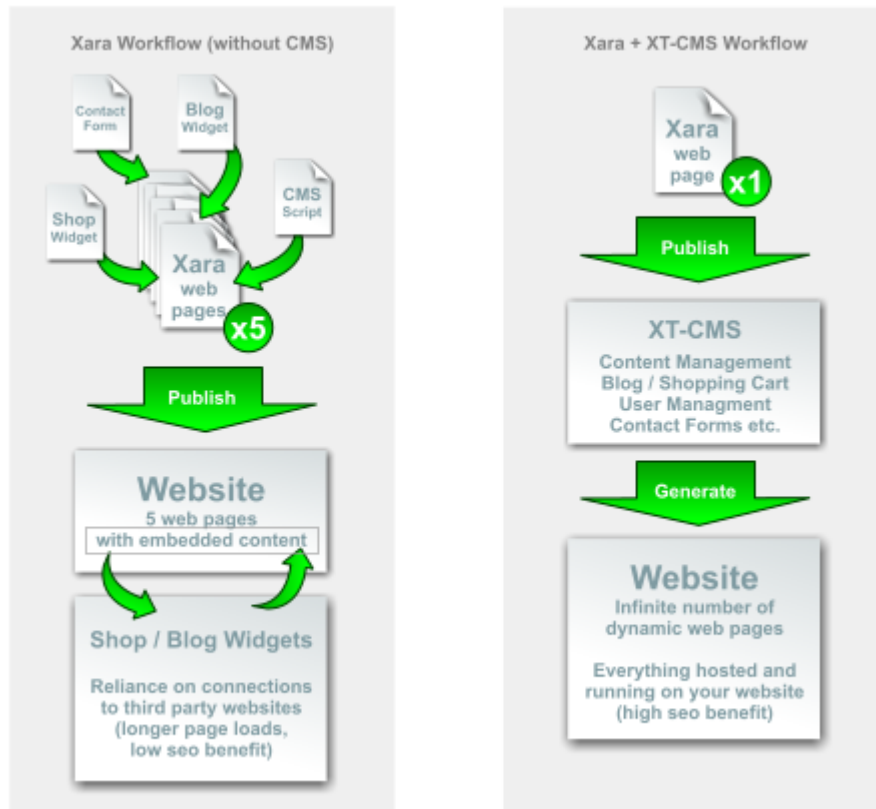 Xara Workflow (without CMS)
Contact
Form
Blog
Widget
Shop
Widget
CMS
Script
Xara
web
pages
x5
Publish
Website
5 web pages
with embedded content
Shop / Blog Widgets
Reliance on connections
to third party websites
(longer page loads,
low seo benefit)
Xara + XT-CMS Workflow
Xara
web
page
x1
Publish
XT-CMS
Content Management
Blog / Shopping Cart
User Managment
Contact Forms etc.
Generate
Website
Infinite number of
dynamic web pages
Everything hosted and
running on your website
(high seo benefit)